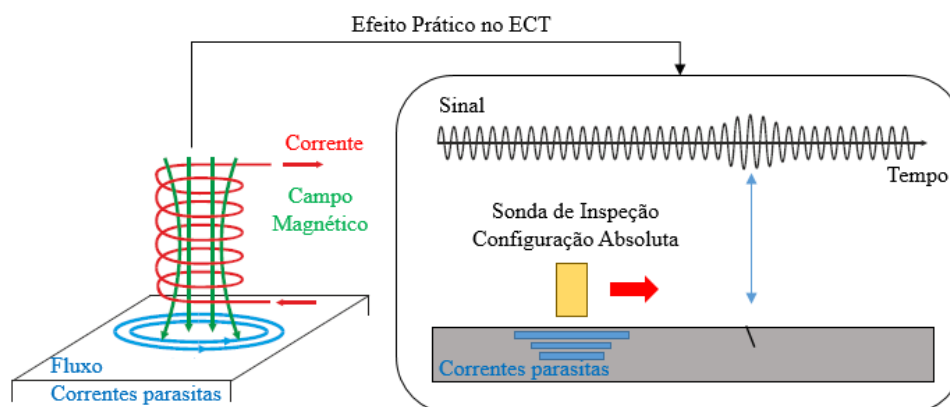 Efeito Prático no ECT
Corrente
Campo
Magnético
Fluxo
Correntes parasitas
Sinal
Tempo
Sonda de Inspeção
Configuração Absoluta
Correntes parasitas